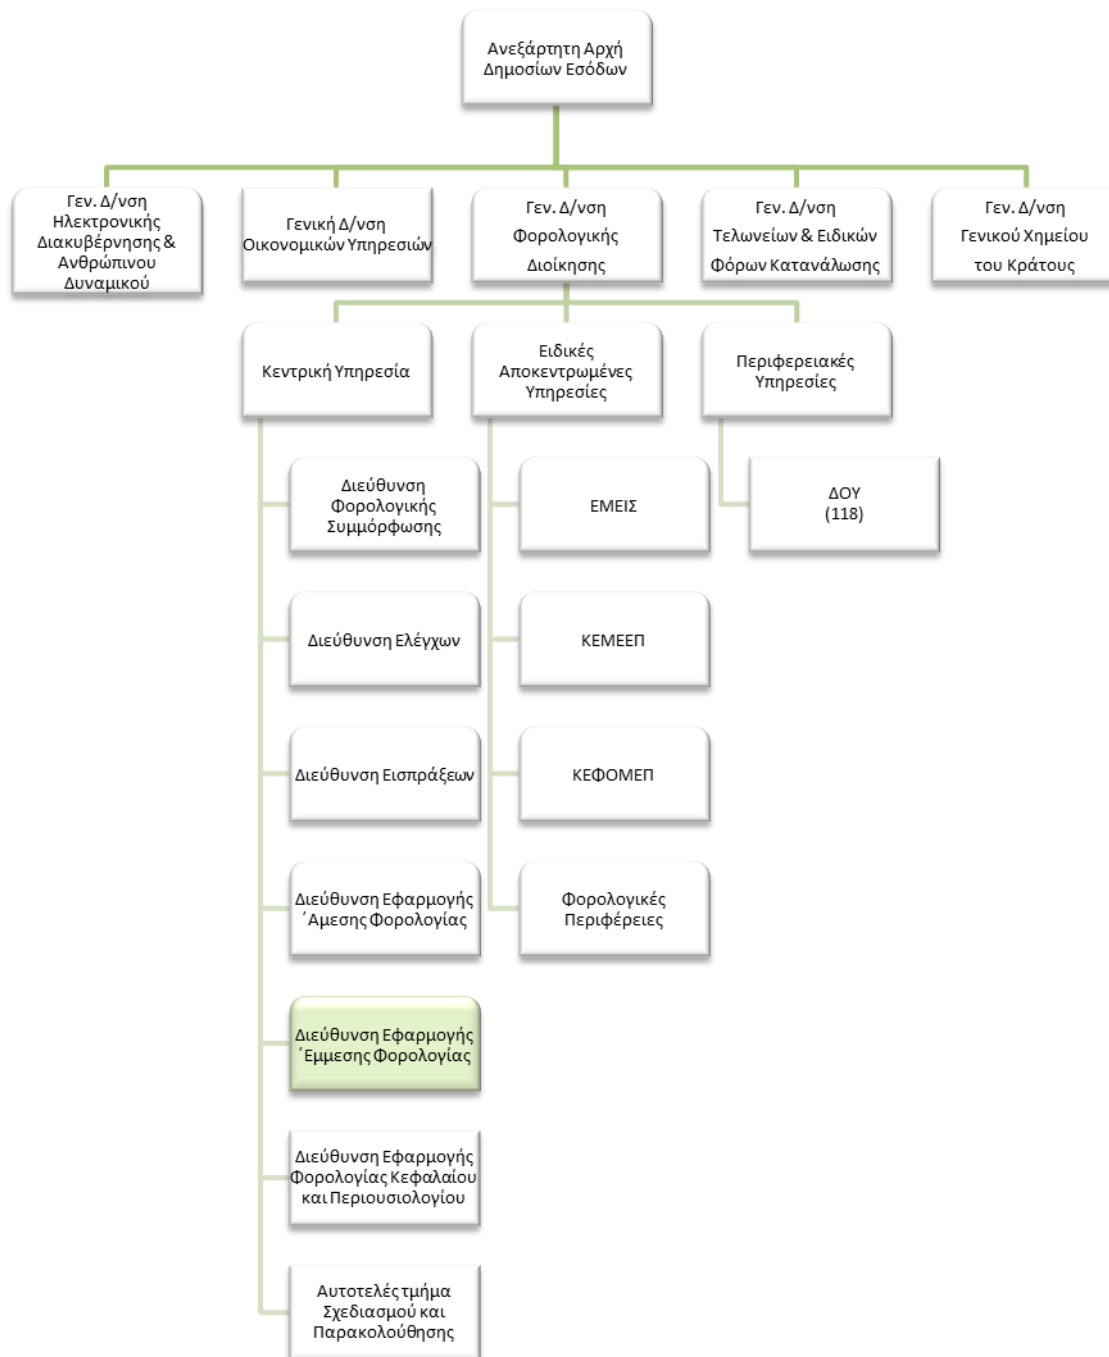 Ανεξάρτητη Αρχή
Δημοσίων Εσόδων
Γεν. Δ/νση
Ηλεκτρονικής
Διακυβέρνησης &
Ανθρώπινου
Δυναμικού
Γενική Δ/νση
Οικονομικών Υπηρεσιών
Γεν. Δ/νση
Φορολογικής
Διοίκησης
Γεν. Δ/νση
Τελωνείων & Ειδικών
Φόρων Κατανάλωσης
Γεν. Δ/νση
Γενικού Χημείου
του Κράτους
Κεντρική Υπηρεσία
Ειδικές
Αποκεντρωμένες
Υπηρεσίες
Περιφερειακές
Υπηρεσίες
Διεύθυνση
Φορολογικής
Συμμόρφωσης
ΕΜΕΙΣ
ΔΟΥ
(118)
Διεύθυνση Ελέγχων
ΚΕΜΕΕΠ
Διεύθυνση Εισπράξεων
ΚΕΦΟΜΕΠ
Διεύθυνση Εφαρμογής
΄Αμεσης Φορολογίας
Φορολογικές
Περιφέρειες
Διεύθυνση Εφαρμογής
΄Εμμεσης Φορολογίας
Διεύθυνση Εφαρμογής
Φορολογίας Κεφαλαίου
και Περιουσιολογίου
Αυτοτελές τμήμα
Σχεδιασμού και
Παρακολούθησης